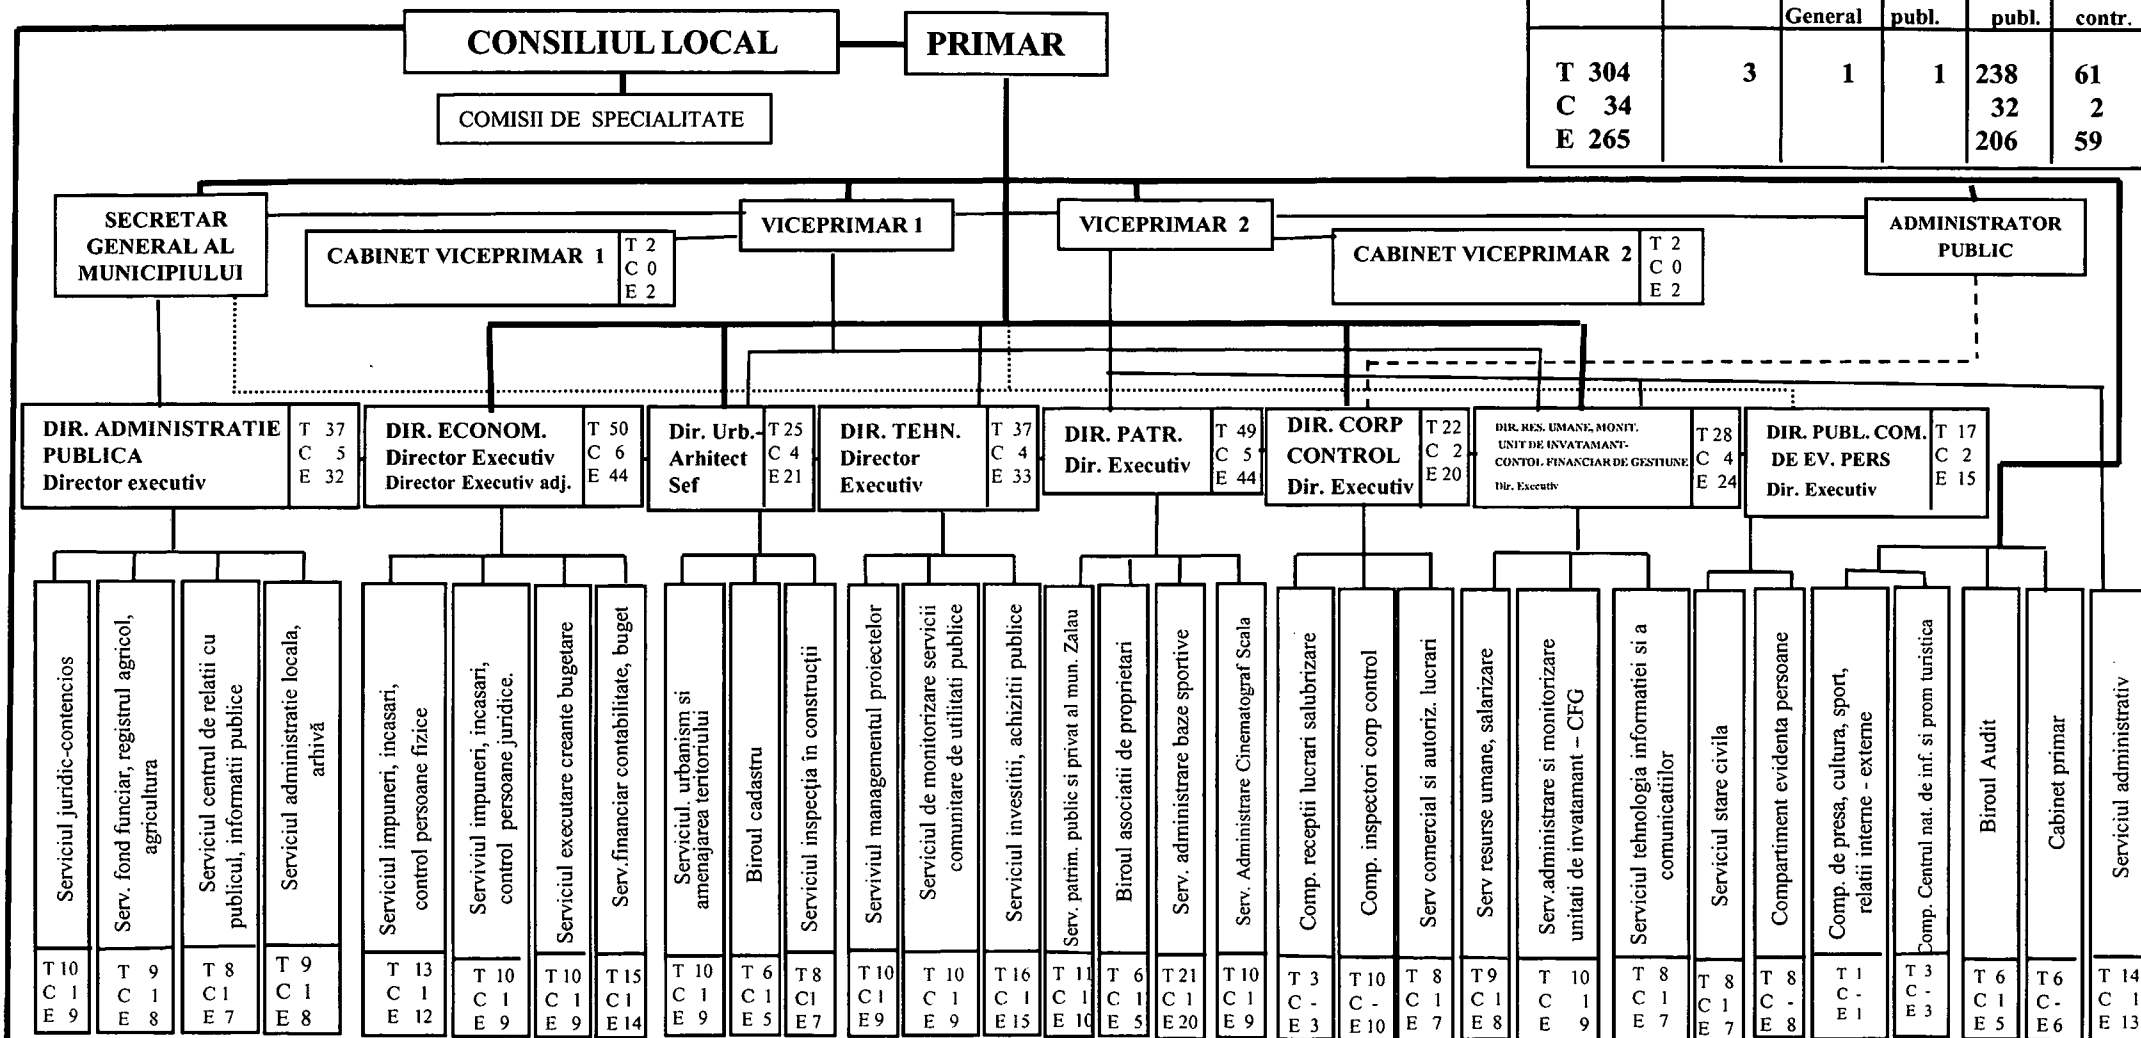 General publ. publ. contr.
T 304 3 1 1 238 61
C 34 32 2
E 265 206 59
CONSILIUL LOCAL
PRIMAR
COMISII DE SPECIALITATE
SECRETAR
GENERAL AL
MUNICIPIULUI
CABINET VICEPRIMAR 1
T 2
C 0
E 2
VICEPRIMAR 1
VICEPRIMAR 2
CABINET VICEPRIMAR 2
T 2
C 0
E 2
ADMINISTRATOR
PUBLIC
DIR. ADMINISTRATIE
PUBLICA
Director executiv
T 37
C 5
E 32
DIR. ECONOM.
Director Executiv
Director Executiv adj.
T 50
C 6
E 44
Dir. Urb.-
Arhitect
Sef
T 25
C 4
E 21
DIR. TEHN.
Director
Executiv
T 37
C 4
E 33
DIR. PATR.
Dir. Executiv
T 49
C 5
E 44
DIR. CORP
CONTROL
Dir. Executiv
T 22
C 2
E 20
DIR. RES. UMANE, MONIT.
UNIT DE INVATAMANT-
CONTOL FINANCIAR DE GESTIUNE
Dir. Executiv
T 28
C 4
E 24
DIR. PUBL. COM.
DE EV. PERS
Dir. Executiv
T 17
C 2
E 15
Serviciul juridic-contencios
T 10
C 1
E 9
Serv. fond funciar, registrul agricol,
agricultura
T 9
C 1
E 8
Serviciul centrul de relatii cu
publicul, informatii publice
T 8
C 1
E 7
Serviciul administratie locala,
arhivă
T 9
C 1
E 8
Serviciul impuneri, incasari,
control persoane fizice
T 13
C 1
E 12
Serviviul impuneri, incasari,
control persoane juridice.
T 10
C 1
E 9
Serviciul executare creante bugetare
T 10
C 1
E 9
Serv.financiar contabilitate, buget
T 15
C 1
E 14
Serviciul. urbanism si
amenajarea teritoriului
T 10
C 1
E 9
Biroul cadastru
T 6
C 1
E 5
Serviciul inspecția în construcții
T 8
C 1
E 7
Serviviul managementul proiectelor
T 10
C 1
E 9
Serviciul de monitorizare servicii
comunitare de utilitati publice
T 10
C 1
E 9
Serviciul investitii, achizitii publice
T 16
C 1
E 15
Serv. patrim. public si privat al mun. Zalau
T 11
C 1
E 10
Biroul asociatii de proprietari
T 6
C 1
E 5
Serv. administrare baze sportive
T 21
C 1
E 20
Serv. Administrare Cinematograf Scala
T 10
C 1
E 9
Comp. receptii lucrari salubrizare
T 3
C -
E 3
Comp. inspectori corp control
T 10
C -
E 10
Serv comercial si autoriz. lucrari
T 8
C 1
E 7
Serv resurse umane, salarizare
T 9
C 1
E 8
Serv.administrare si monitorizare
unitati de invatamant – CFG
T 10
C 1
E 9
Serviciul tehnologia informatiei si a
comunicatiilor
T 8
C 1
E 7
Serviciul stare civila
T 8
C 1
E 7
Compartiment evidenta persoane
T 8
C -
E 8
Comp. de presa, cultura, sport,
relatii interne - externe
T 1
C -
E 1
Comp. Centrul nat. de inf. si prom turistica
T 3
C -
E 3
Biroul Audit
T 6
C 1
E 5
Cabinet primar
T 6
C -
E 6
Serviciul administrativ
T 14
C 1
E 13